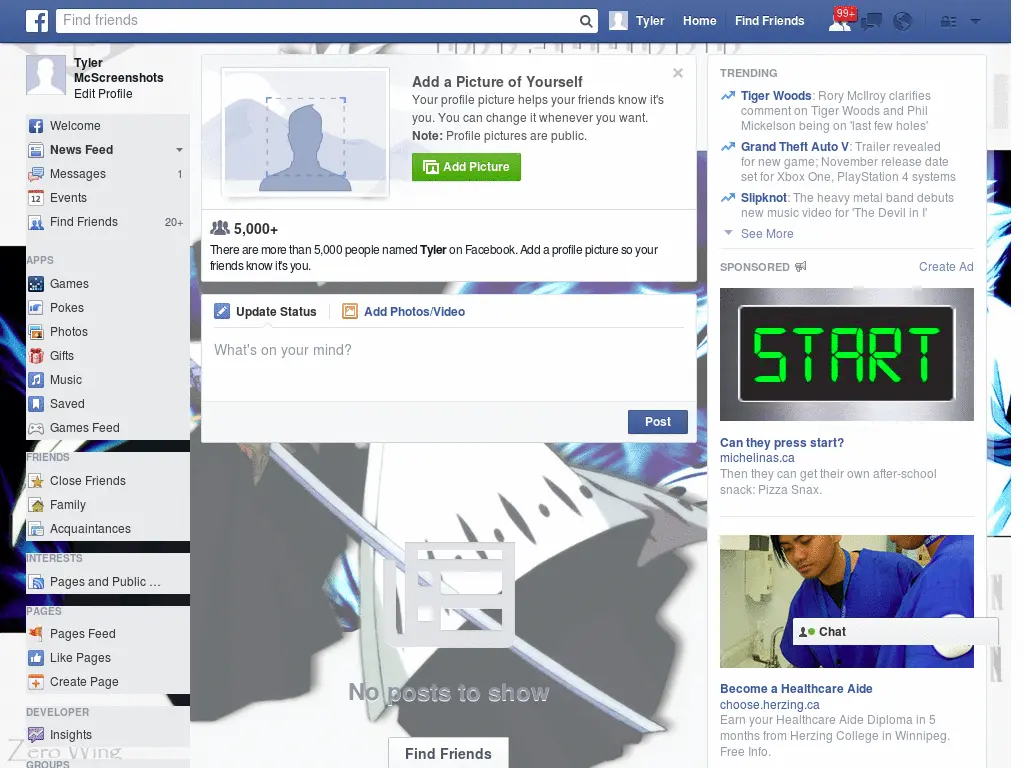 Find friends
Tyler
Home
Find Friends
99+
Tyler
McScreenshots
Edit Profile
Welcome
News Feed
Messages 1
Events
Find Friends 20+
APPS
Games
Pokes
Photos
Gifts
Music
Saved
Games Feed
FRIENDS
Close Friends
Family
Acquaintances
INTERESTS
Pages and Public ...
PAGES
Pages Feed
Like Pages
Create Page
DEVELOPER
Insights
Zero Wing
GROUPS
Add a Picture of Yourself
Your profile picture helps your friends know it's
you. You can change it whenever you want.
Note: Profile pictures are public.
Add Picture
5,000+
There are more than 5,000 people named Tyler on Facebook. Add a profile picture so your
friends know it's you.
Update Status
Add Photos/Video
What's on your mind?
Post
No posts to show
Find Friends
TRENDING
Tiger Woods: Rory McIlroy clarifies
comment on Tiger Woods and Phil
Mickelson being on 'last few holes'
Grand Theft Auto V: Trailer revealed
for new game; November release date
set for Xbox One, PlayStation 4 systems
Slipknot: The heavy metal band debuts
new music video for 'The Devil in I'
See More
SPONSORED
Create Ad
START
Can they press start?
michelinas.ca
Then they can get their own after-school
snack: Pizza Snax.
Chat
Become a Healthcare Aide
choose.herzing.ca
Earn your Healthcare Aide Diploma in 5
months from Herzing College in Winnipeg.
Free Info.